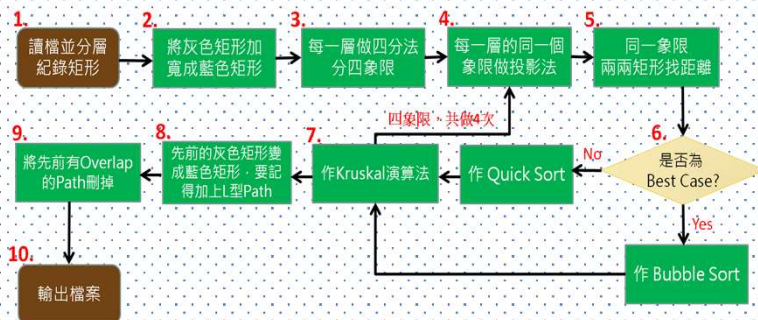 1.
讀檔並分層
紀錄矩形
2.
將灰色矩形加
寬成藍色矩形
3.
每一層做四分法
分四象限
4.
每一層的同一個
象限做投影法
5.
同一象限
兩兩矩形找距離
6.
是否為
Best Case?
No
Yes
作 Quick Sort
作 Bubble Sort
四象限，共做4次
7.
作Kruskal演算法
8.
先前的灰色矩形變
成藍色矩形，要記
得加上L型Path
9.
將先前有Overlap
的Path刪掉
10.
輸出檔案